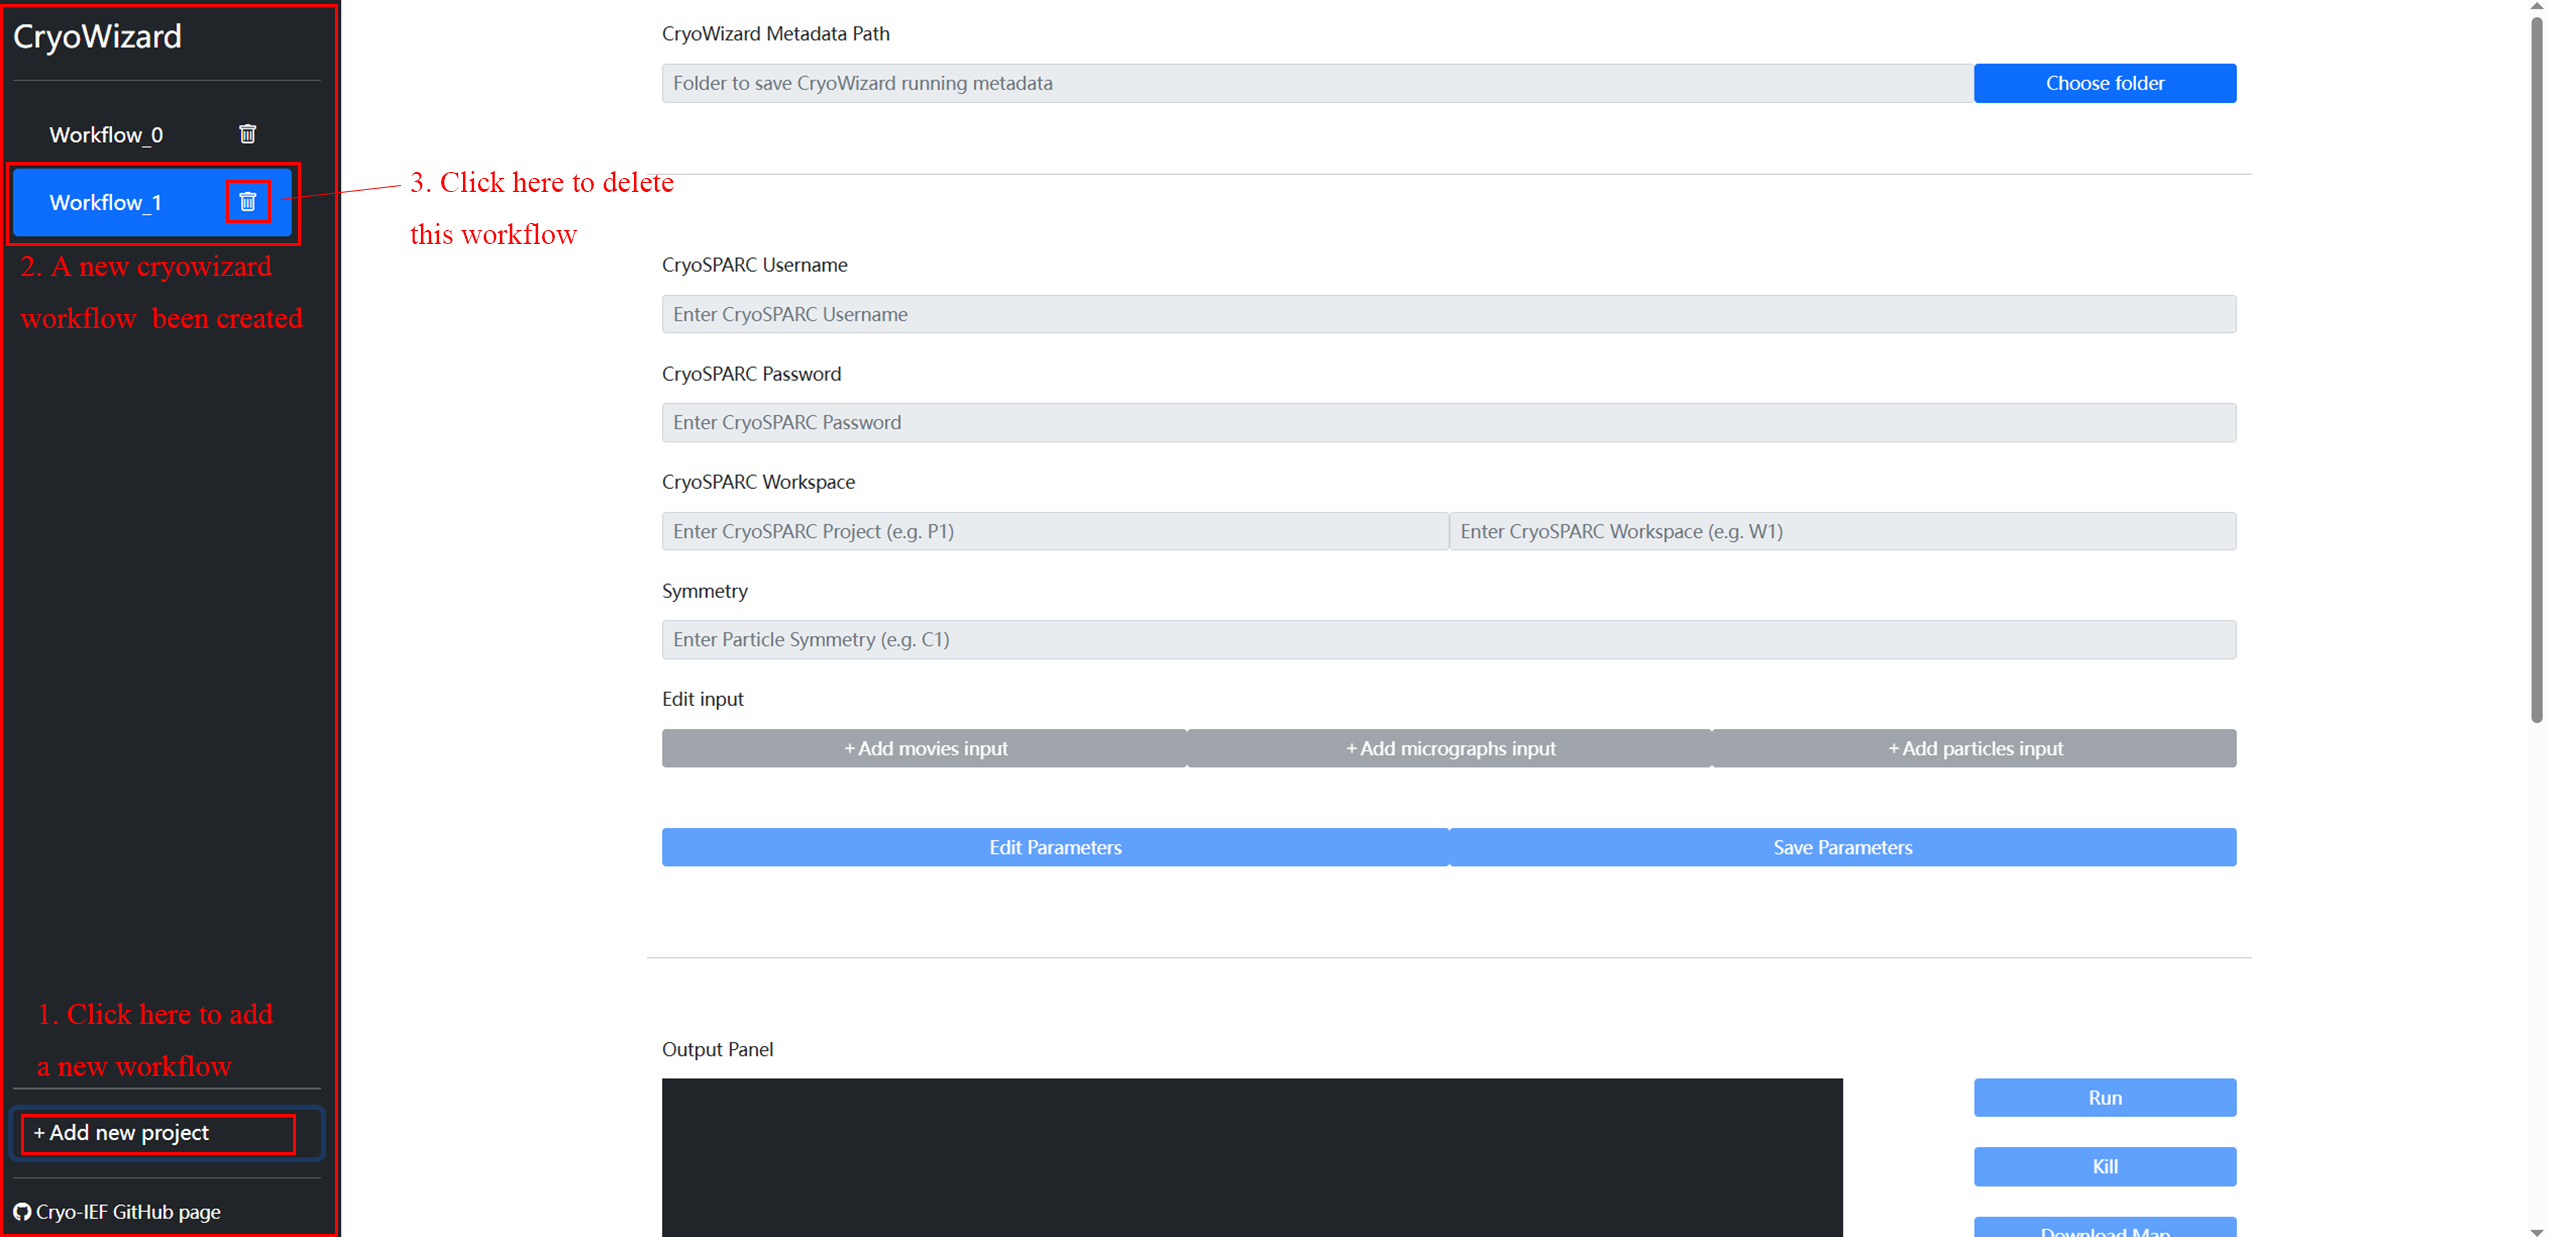 CryoWizard
Workflow_0
Workflow_1
2. A new cryowizard
workflow  been created
1. Click here to add
a new workflow
+ Add new project
Cryo-IEF GitHub page
3. Click here to delete
this workflow
CryoWizard Metadata Path
Folder to save CryoWizard running metadata
Choose folder
CryoSPARC Username
Enter CryoSPARC Username
CryoSPARC Password
Enter CryoSPARC Password
CryoSPARC Workspace
Enter CryoSPARC Project (e.g. P1)
Enter CryoSPARC Workspace (e.g. W1)
Symmetry
Enter Particle Symmetry (e.g. C1)
Edit input
+ Add movies input
+ Add micrographs input
+ Add particles input
Edit Parameters
Save Parameters
Output Panel
Run
Kill
Download Map